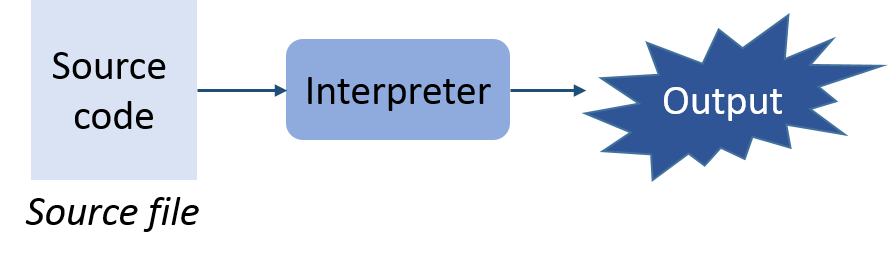 Source
code
Interpreter
Output
Source file